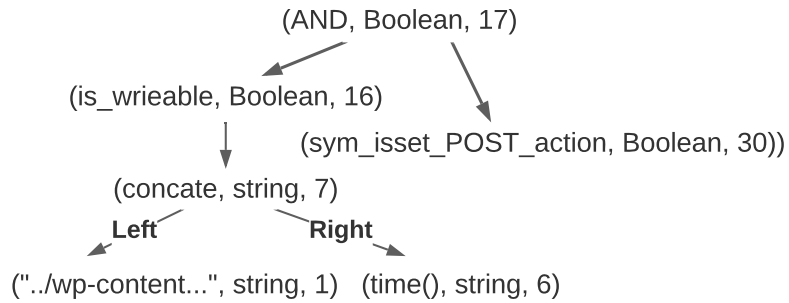 (AND, Boolean, 17)
(is_wrieable, Boolean, 16)
(sym_isset_POST_action, Boolean, 30))
(concate, string, 7)
Left Right
("../wp-content...", string, 1) (time(), string, 6)